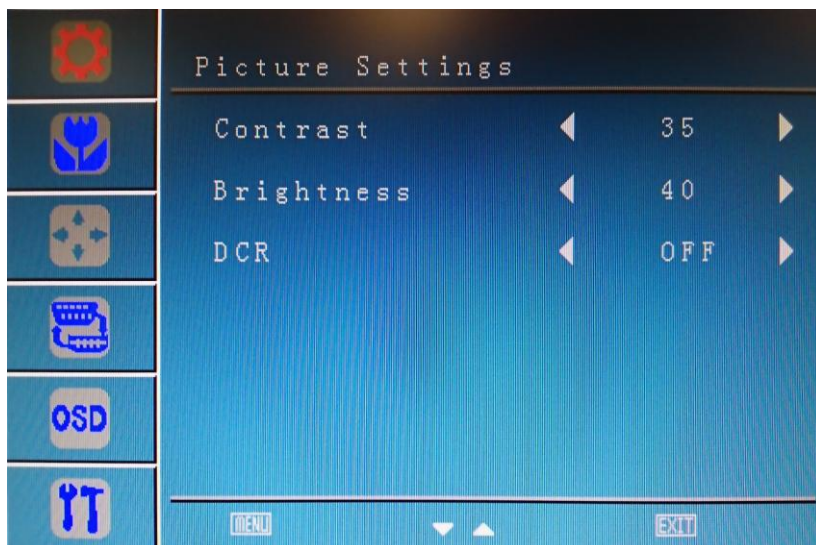 Picture Settings
Contrast 35
Brightness 40
DCR OFF
OSD
MENU EXIT